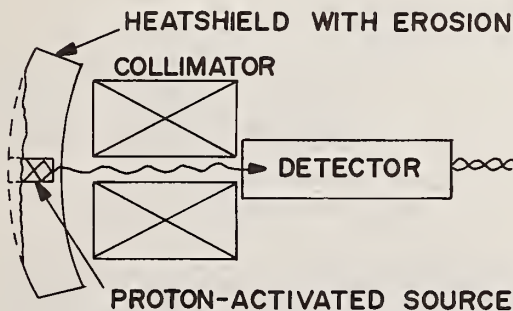 HEATSHIELD WITH EROSION
COLLIMATOR
DETECTOR
PROTON-ACTIVATED SOURCE